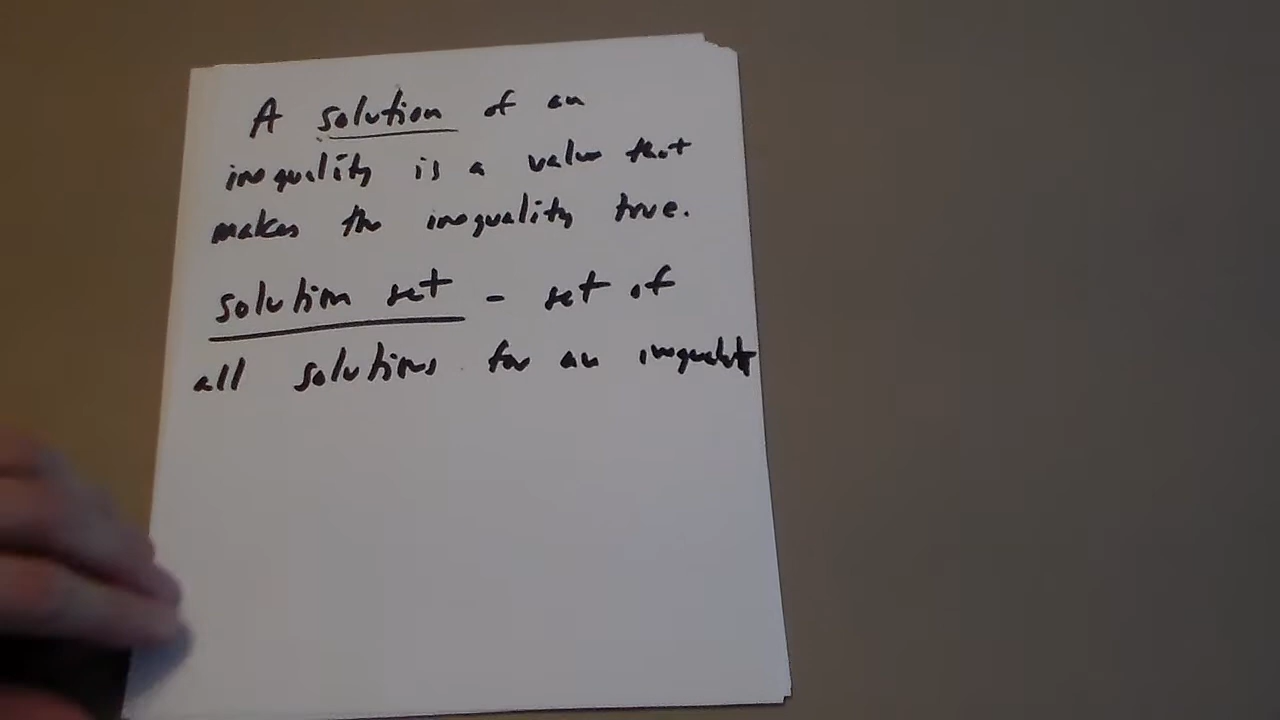 A solution of an
inequality is a value that
makes the inequality true.
solution set - set of
all solutions for an inequality